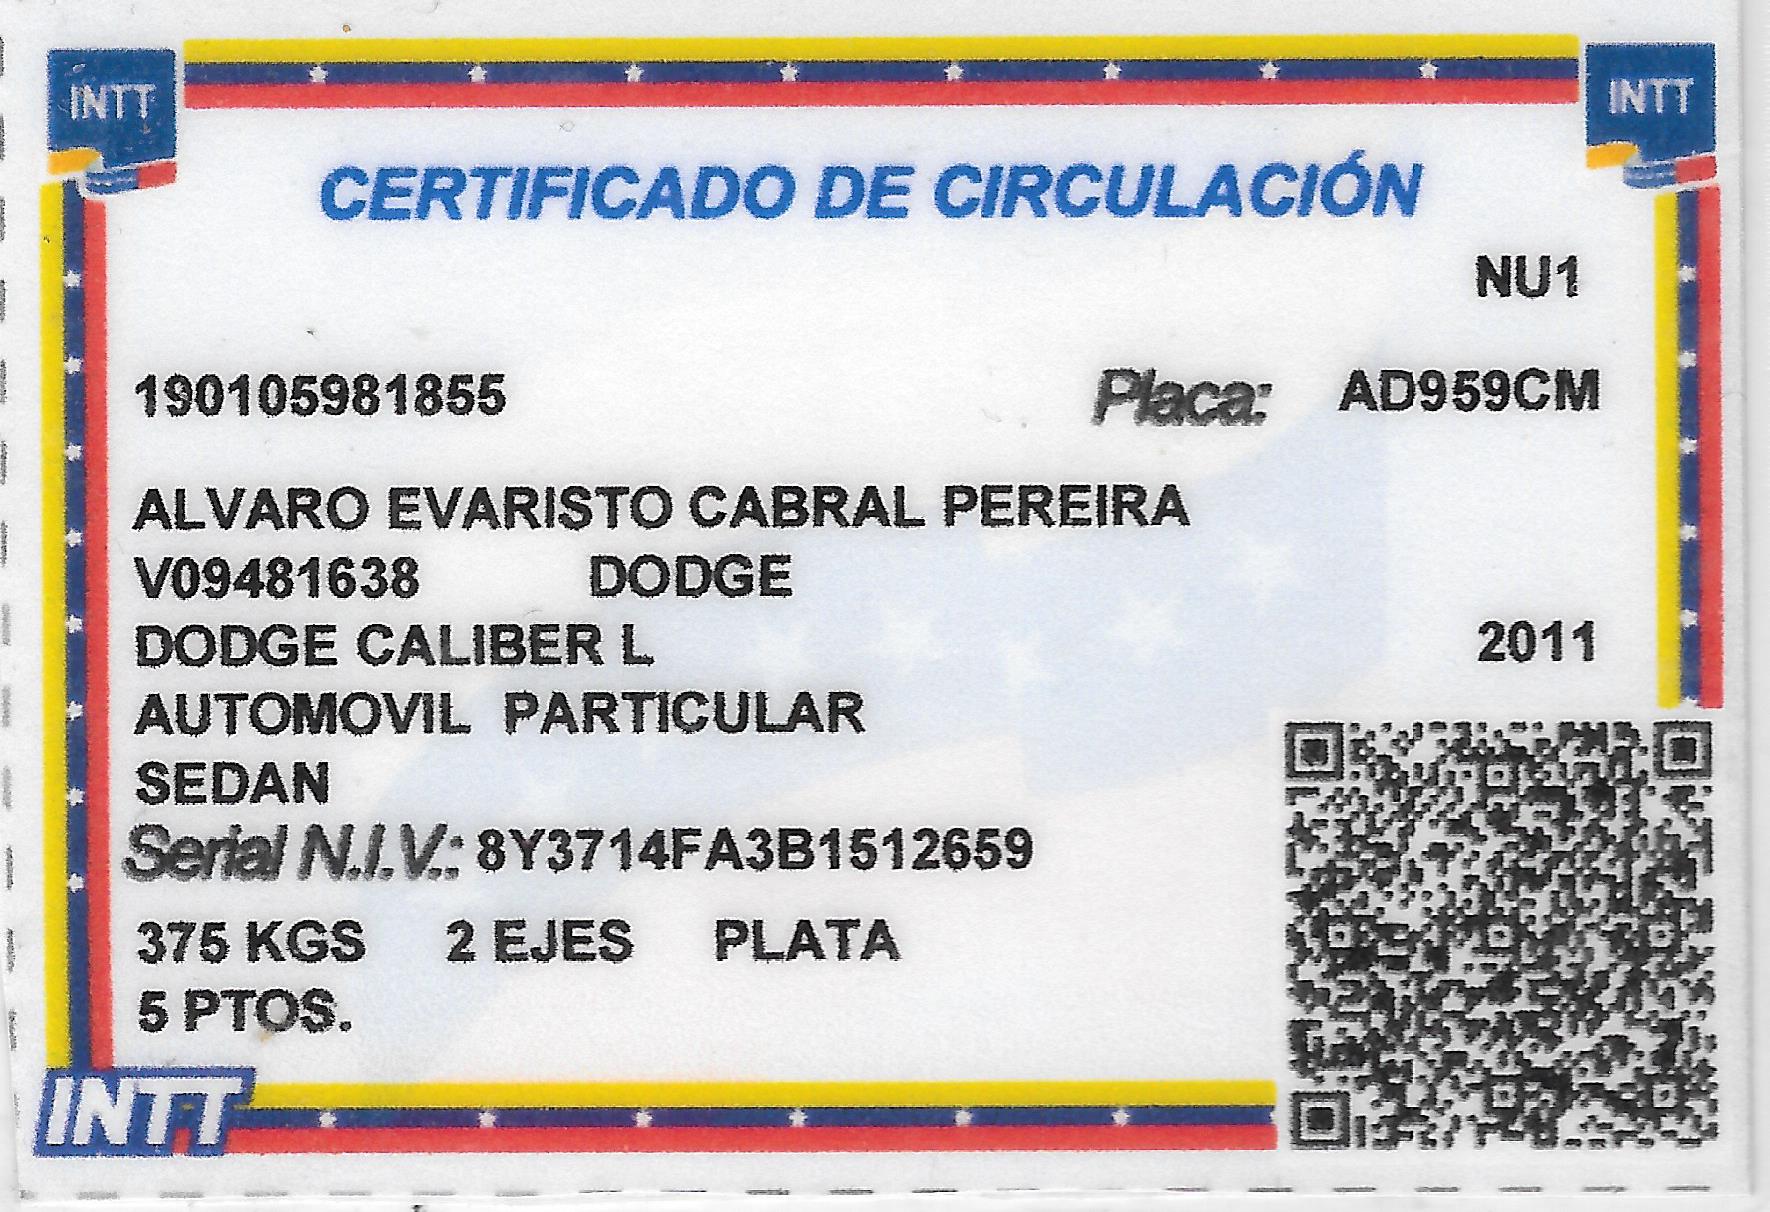 INTT
INTT
CERTIFICADO DE CIRCULACIÓN
NU1
190105981855 Placa: AD959CM
ALVARO EVARISTO CABRAL PEREIRA
V09481638 DODGE
DODGE CALIBER L 2011
AUTOMOVIL PARTICULAR
SEDAN
Serial N.I.V.: 8Y3714FA3B1512659
375 KGS 2 EJES PLATA
5 PTOS.
INTT